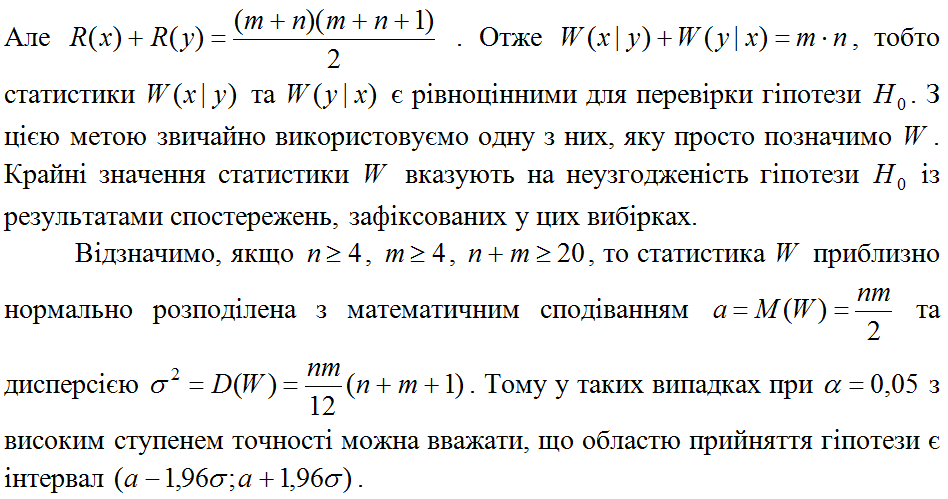 Але R(x) + R(y) = (m + n)(m + n + 1) / 2 . Отже W(x | y) + W(y | x) = m · n, тобто
статистики W(x | y) та W(y | x) є рівноцінними для перевірки гіпотези H₀. З
цією метою звичайно використовуємо одну з них, яку просто позначимо W .
Крайні значення статистики W вказують на неузгодженість гіпотези H₀ із
результатами спостережень, зафіксованих у цих вибірках.
Відзначимо, якщо n ≥ 4, m ≥ 4, n + m ≥ 20, то статистика W приблизно
нормально розподілена з математичним сподіванням a = M(W) = nm / 2 та
дисперсією σ² = D(W) = nm / 12 (n + m + 1). Тому у таких випадках при α = 0,05 з
високим ступенем точності можна вважати, що областю прийняття гіпотези є
інтервал (a − 1,96σ; a + 1,96σ).